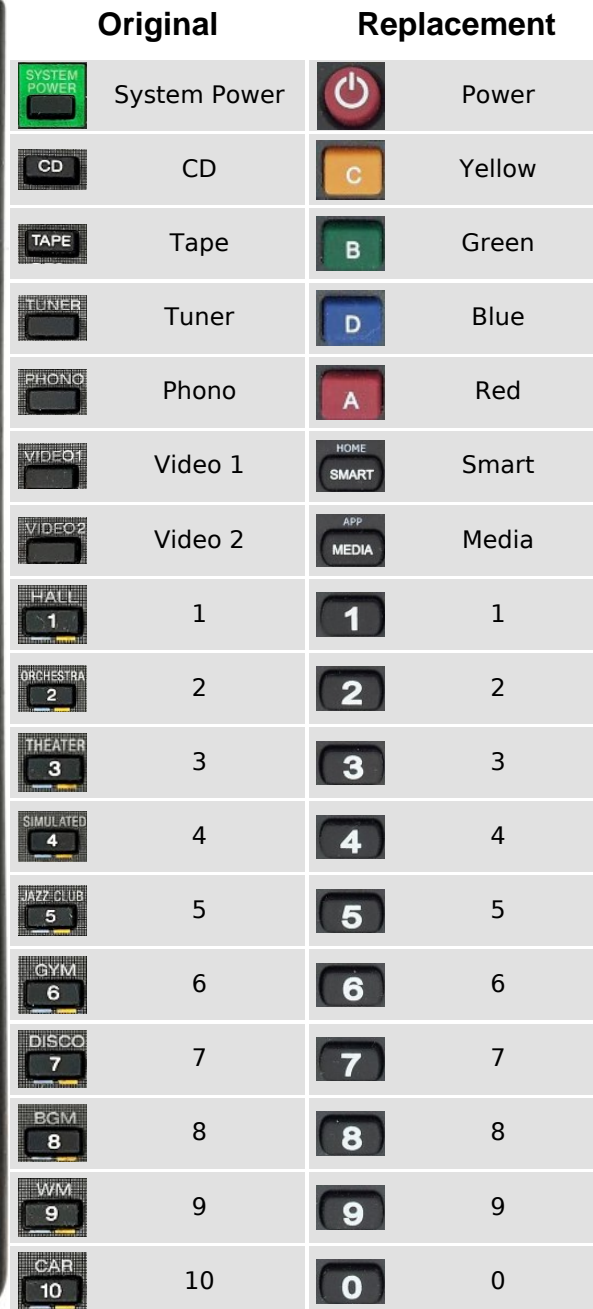 Original Replacement
SYSTEM
POWER
System Power
Power
CD
CD
C
Yellow
TAPE
Tape
B
Green
TUNER
Tuner
D
Blue
PHONO
Phono
A
Red
VIDEO1
Video 1
HOME
SMART
Smart
VIDEO2
Video 2
APP
MEDIA
Media
HALL
1
1
1
1
ORCHESTRA
2
2
2
2
THEATER
3
3
3
3
SIMULATED
4
4
4
4
JAZZ CLUB
5
5
5
5
GYM
6
6
6
6
DISCO
7
7
7
7
BGM
8
8
8
8
WM
9
9
9
9
CAR
10
10
0
0